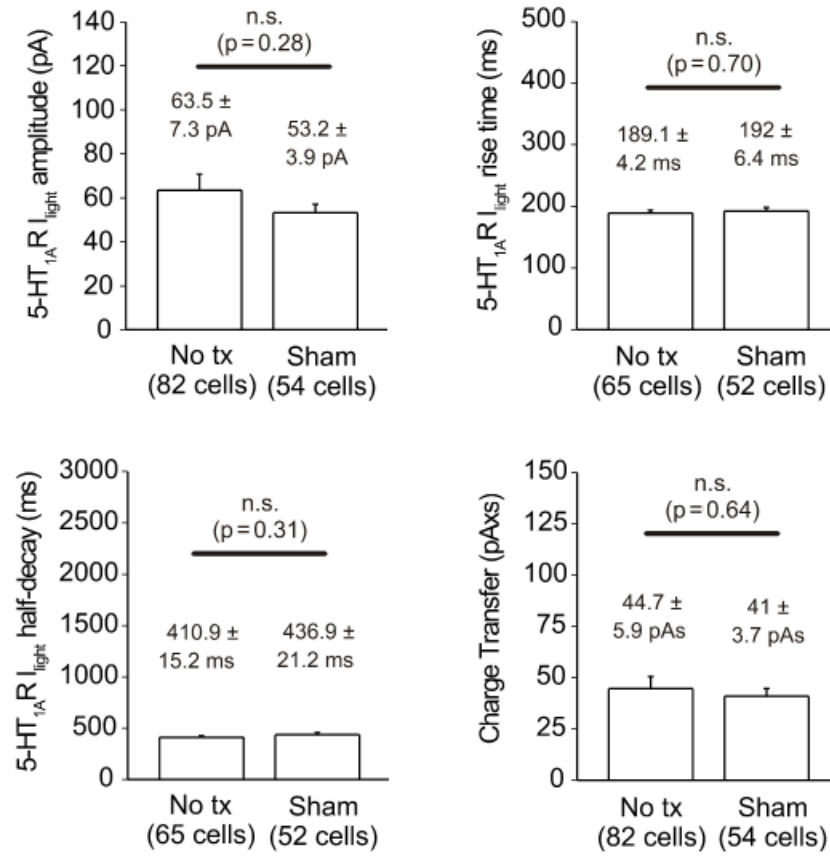 5-HT1AR Ilight amplitude (pA)
140
120
100
80
60
40
20
0
n.s.
(p=0.28)
63.5 ±
7.3 pA
53.2 ±
3.9 pA
No tx
(82 cells)
Sham
(54 cells)
5-HT1AR Ilight rise time (ms)
500
400
300
200
100
0
n.s.
(p=0.70)
189.1 ±
4.2 ms
192 ±
6.4 ms
No tx
(65 cells)
Sham
(52 cells)
5-HT1AR Ilight half-decay (ms)
3000
2500
2000
1500
1000
500
0
n.s.
(p=0.31)
410.9 ±
15.2 ms
436.9 ±
21.2 ms
No tx
(65 cells)
Sham
(52 cells)
Charge Transfer (pAxs)
150
125
100
75
50
25
0
n.s.
(p=0.64)
44.7 ±
5.9 pAs
41 ±
3.7 pAs
No tx
(82 cells)
Sham
(54 cells)